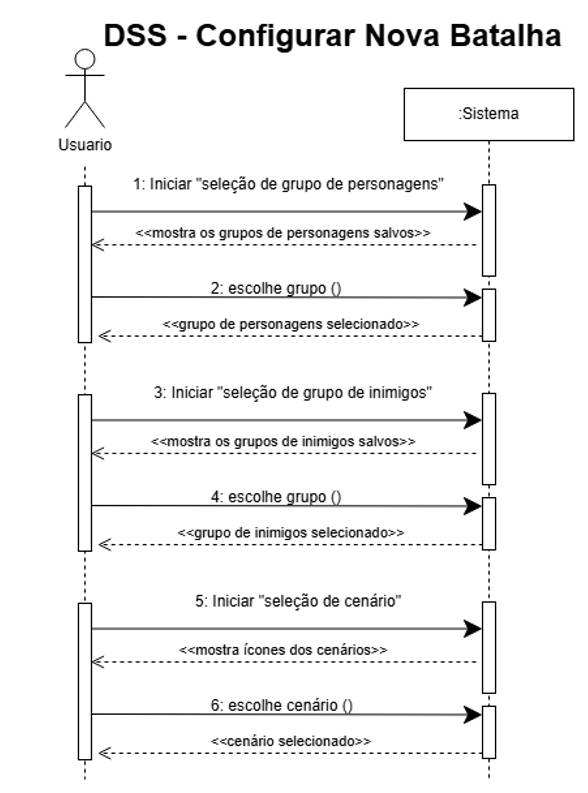 DSS - Configurar Nova Batalha
Usuario
:Sistema
1: Iniciar "seleção de grupo de personagens"
<<mostra os grupos de personagens salvos>>
2: escolhe grupo ()
<<grupo de personagens selecionado>>
3: Iniciar "seleção de grupo de inimigos"
<<mostra os grupos de inimigos salvos>>
4: escolhe grupo ()
<<grupo de inimigos selecionado>>
5: Iniciar "seleção de cenário"
<<mostra ícones dos cenários>>
6: escolhe cenário ()
<<cenário selecionado>>